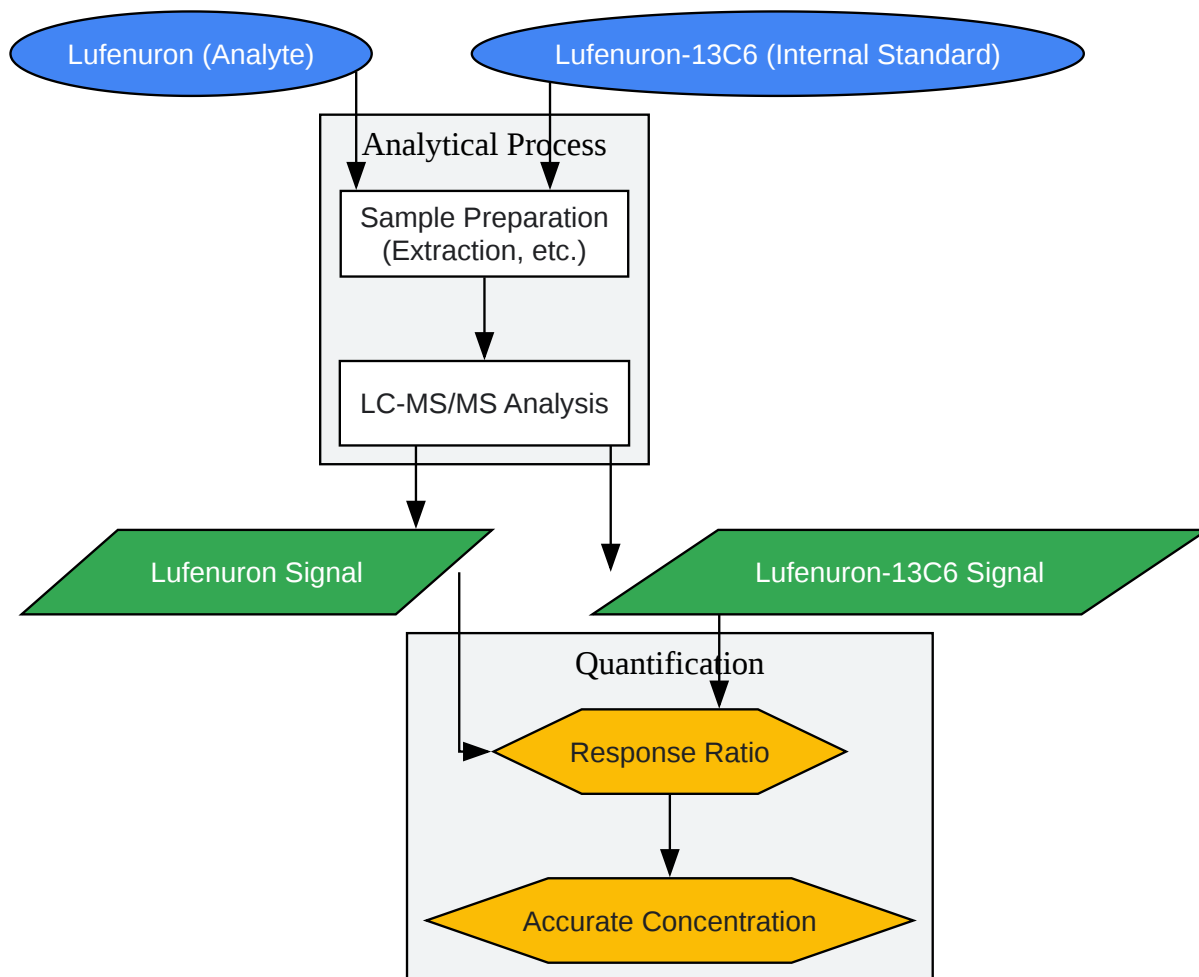 Lufenuron (Analyte)
Lufenuron-13C6 (Internal Standard)
Analytical Process
Sample Preparation
(Extraction, etc.)
LC-MS/MS Analysis
Lufenuron Signal
Lufenuron-13C6 Signal
Quantification
Response Ratio
Accurate Concentration